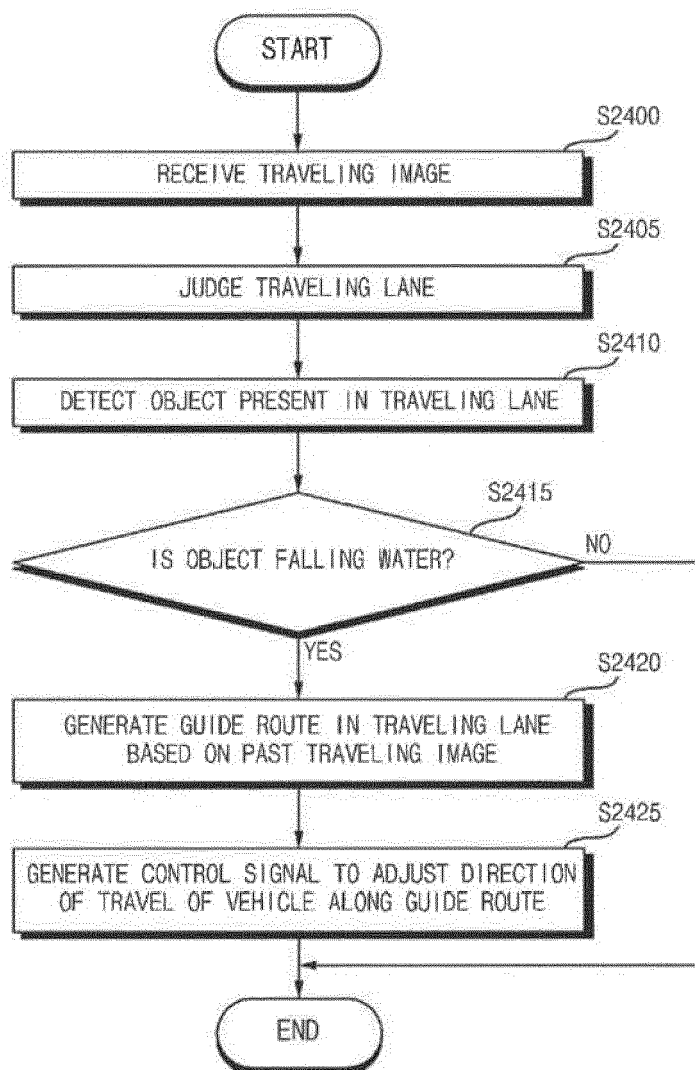 START
S2400
RECEIVE TRAVELING IMAGE
S2405
JUDGE TRAVELING LANE
S2410
DETECT OBJECT PRESENT IN TRAVELING LANE
S2415
IS OBJECT FALLING WATER?
NO
YES
S2420
GENERATE GUIDE ROUTE IN TRAVELING LANE
BASED ON PAST TRAVELING IMAGE
S2425
GENERATE CONTROL SIGNAL TO ADJUST DIRECTION
OF TRAVEL OF VEHICLE ALONG GUIDE ROUTE
END